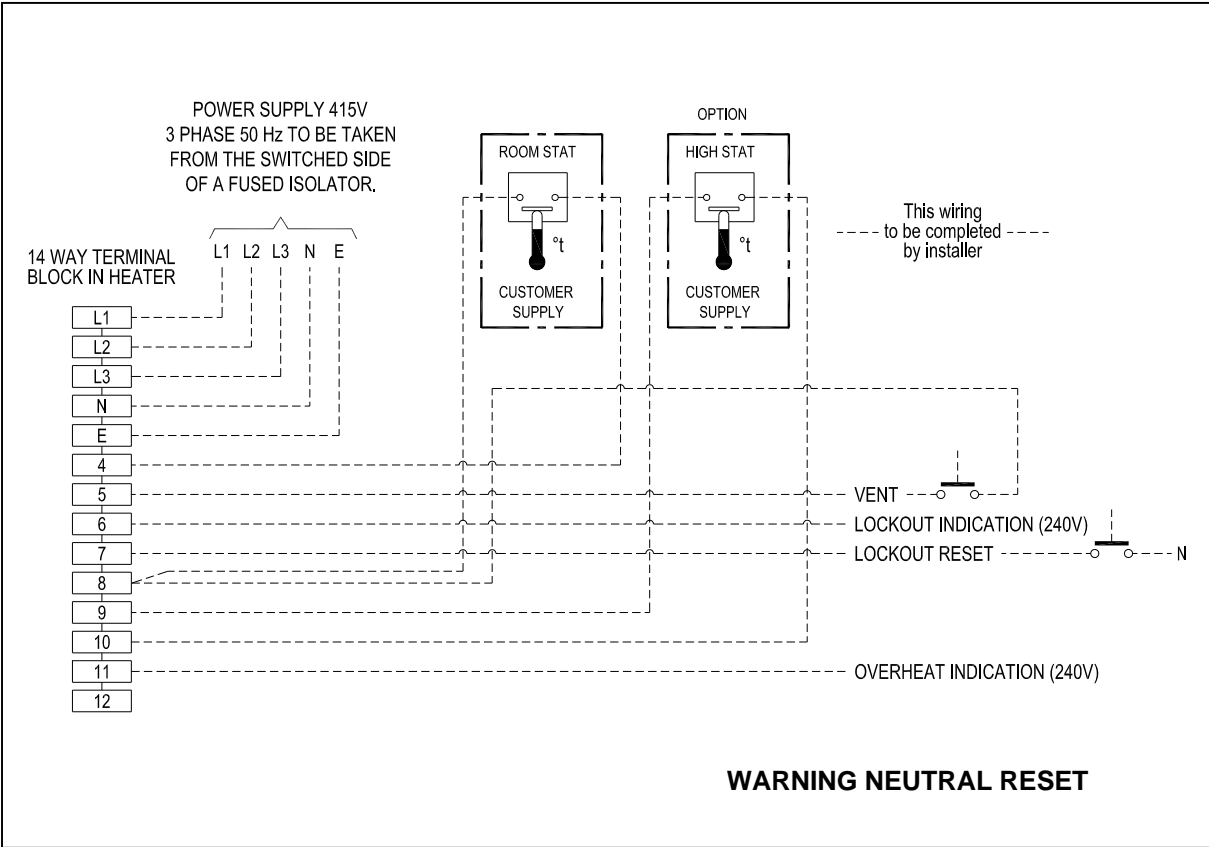 POWER SUPPLY 415V
3 PHASE 50 Hz TO BE TAKEN
FROM THE SWITCHED SIDE
OF A FUSED ISOLATOR.
L1 L2 L3 N E
14 WAY TERMINAL
BLOCK IN HEATER
ROOM STAT
°t
CUSTOMER
SUPPLY
OPTION
HIGH STAT
°t
CUSTOMER
SUPPLY
This wiring
to be completed
by installer
L1
L2
L3
N
E
4
5
VENT
6
LOCKOUT INDICATION (240V)
7
LOCKOUT RESET
N
8
9
10
11
OVERHEAT INDICATION (240V)
12
WARNING NEUTRAL RESET